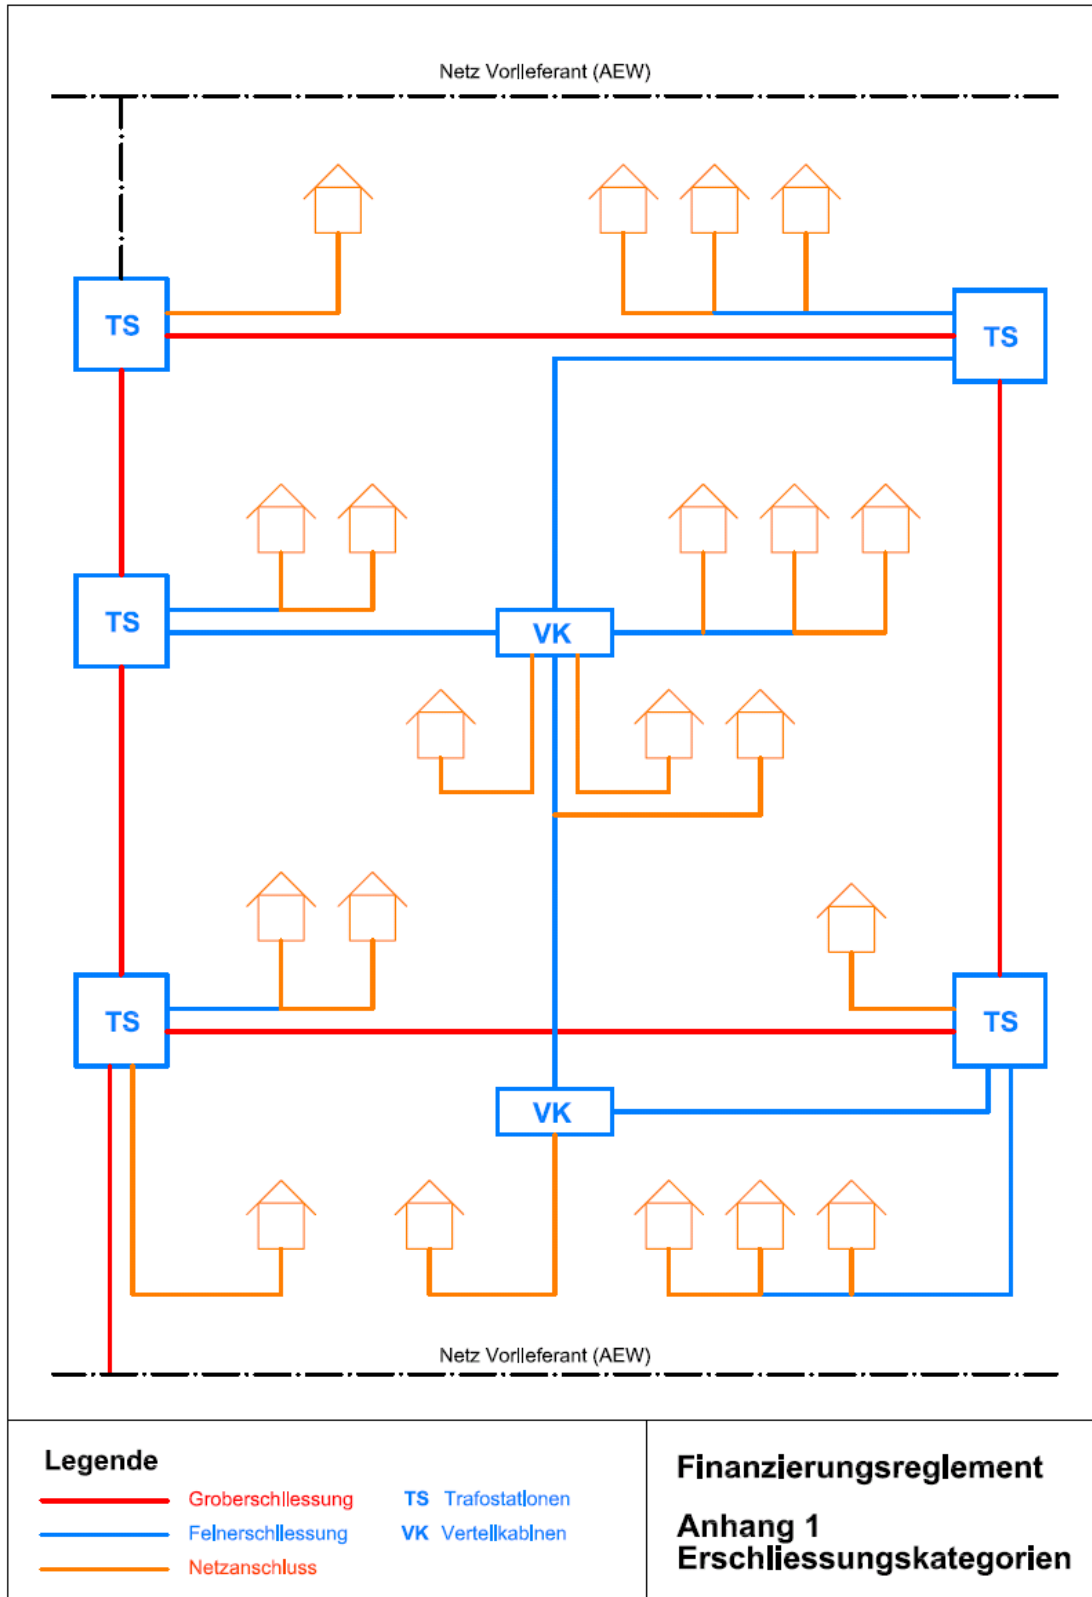 Netz Vorlieferant (AEW)
TS
TS
TS
VK
TS
TS
VK
Netz Vorlieferant (AEW)
Legende
Groberschliessung
Feinerschliessung
Netzanschluss
TS Trafostationen
VK Verteilkabinen
Finanzierungsreglement
Anhang 1
Erschliessungskategorien